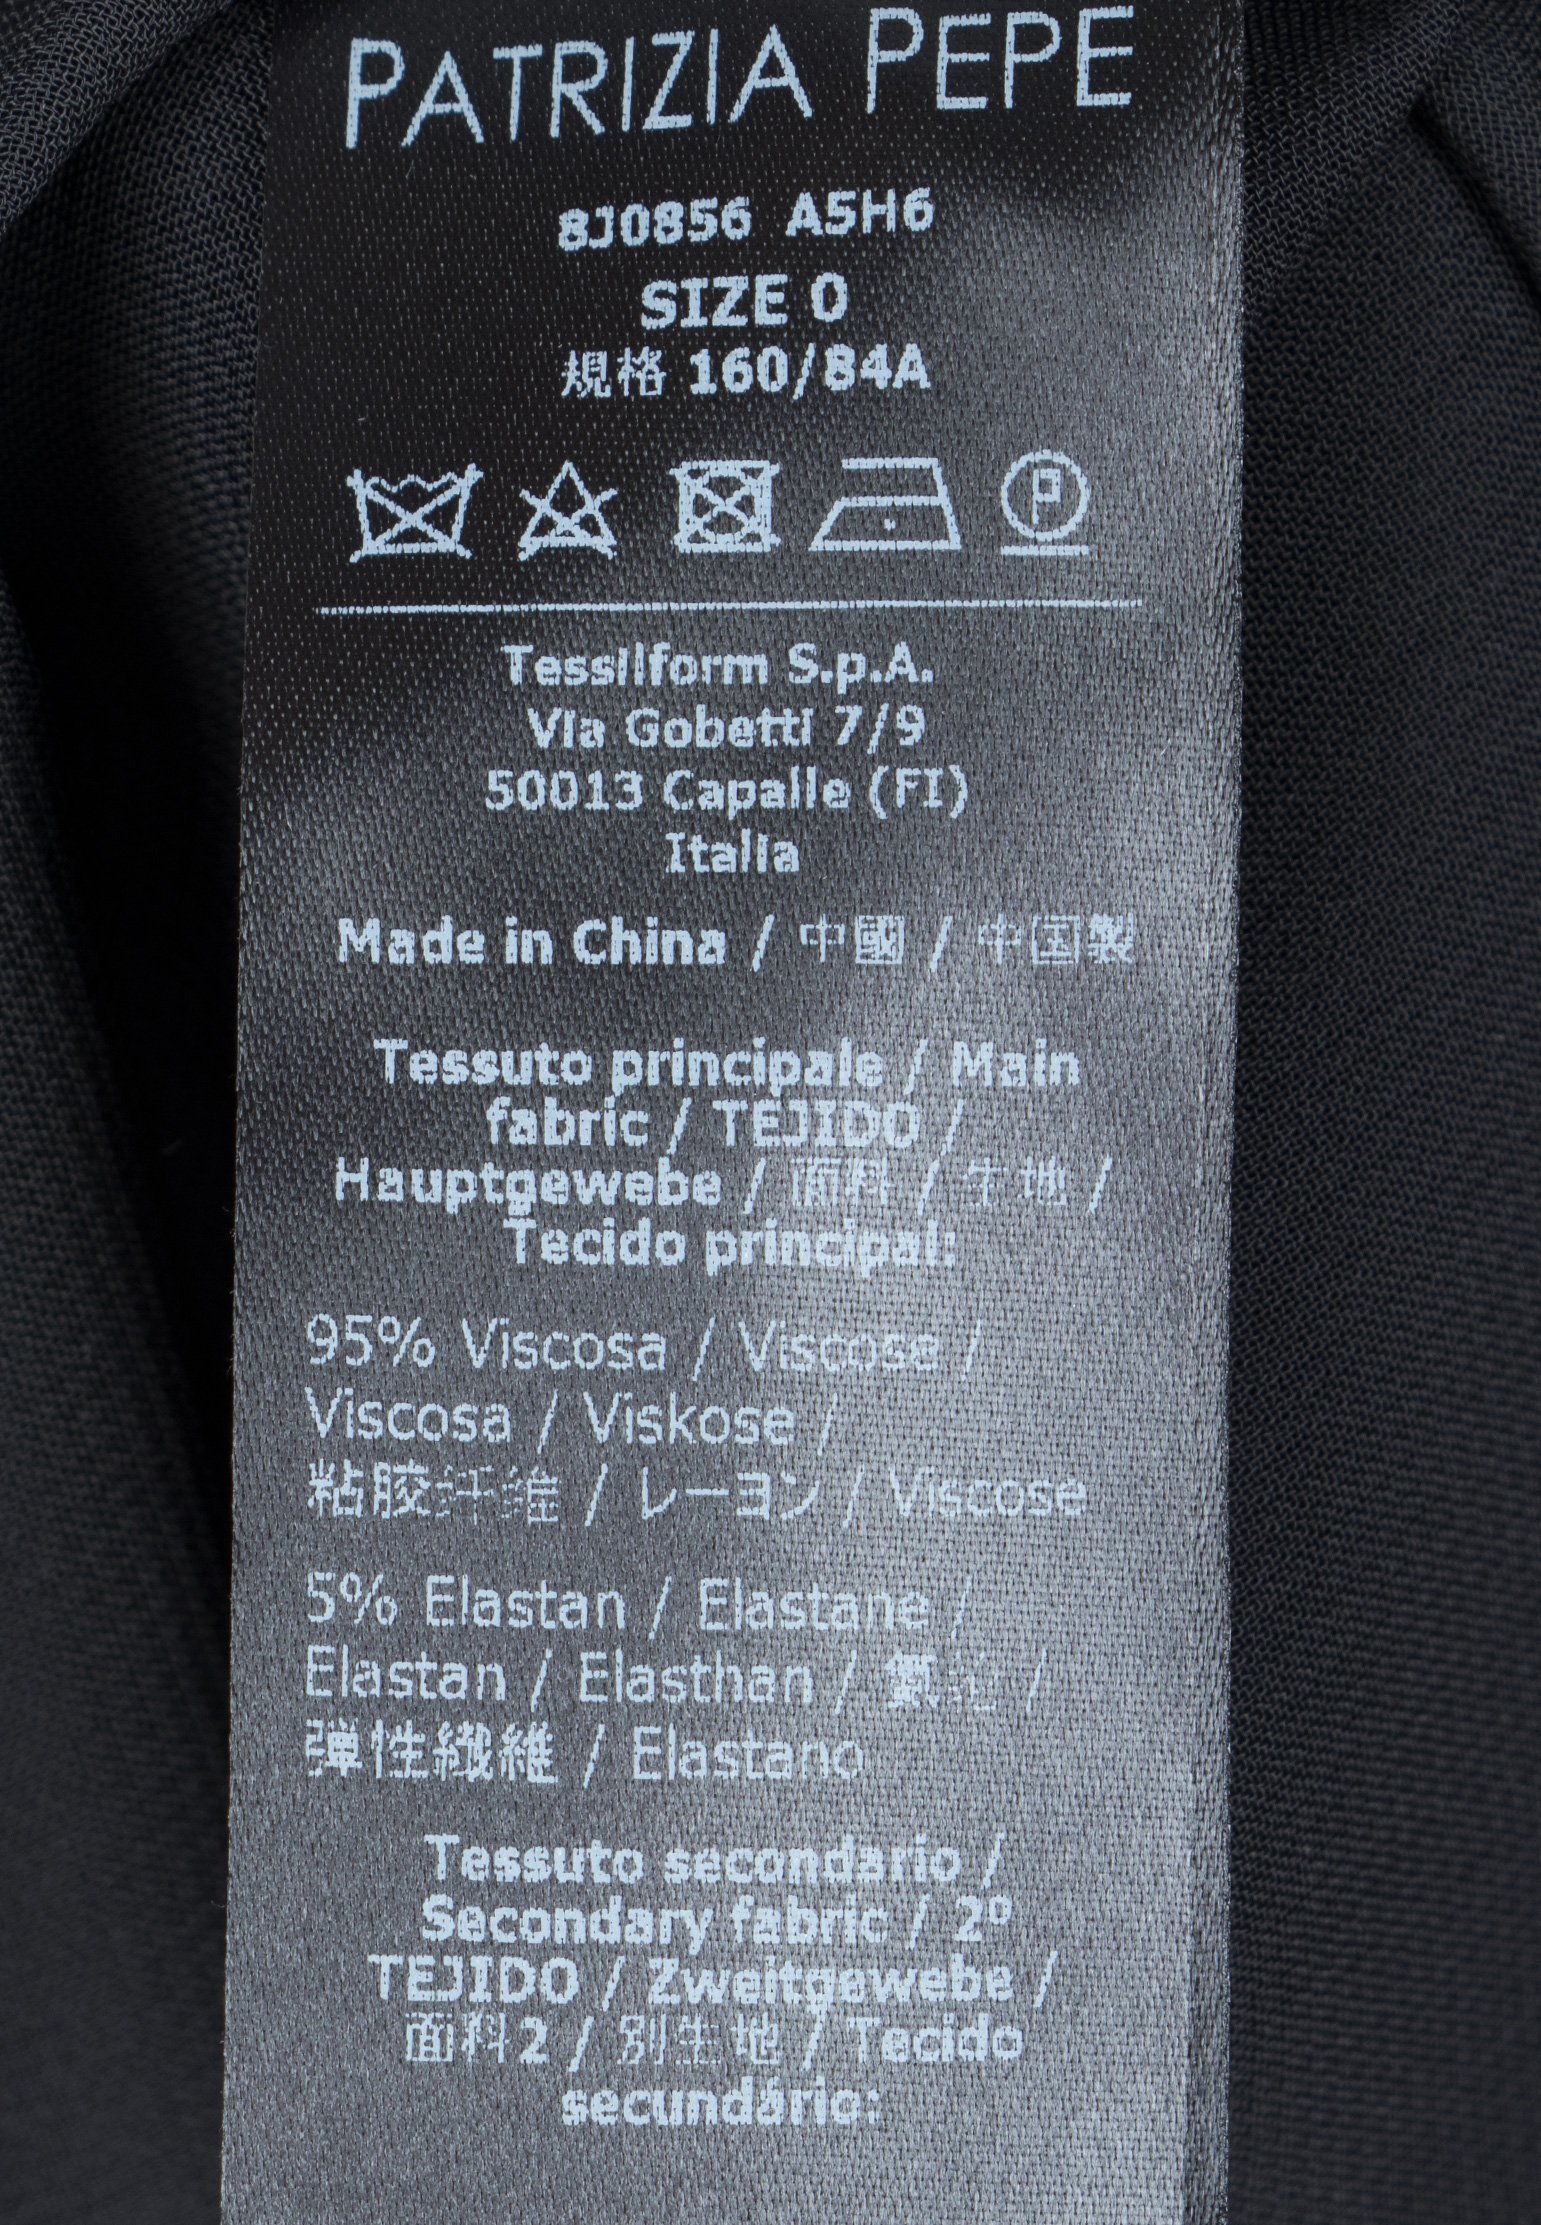 PATRIZIA PEPE
8J0856 A5H6
SIZE 0
規格 160/84A
P
Tessilform S.p.A.
Via Gobetti 7/9
50013 Capalle (FI)
Italia
Made in China / 中國 / 中国製
Tessuto principale / Main
fabric / TEJIDO /
Hauptgewebe / 面料 / 生地 /
Tecido principal:
95% Viscosa / Viscose /
Viscosa / Viskose /
粘胶纤维 / レーヨン / Viscose
5% Elastan / Elastane /
Elastan / Elasthan / 氨纶 /
弾性繊維 / Elastano
Tessuto secondario /
Secondary fabric / 2º
TEJIDO / Zweitgewebe /
面料2 / 別生地 / Tecido
secundário: